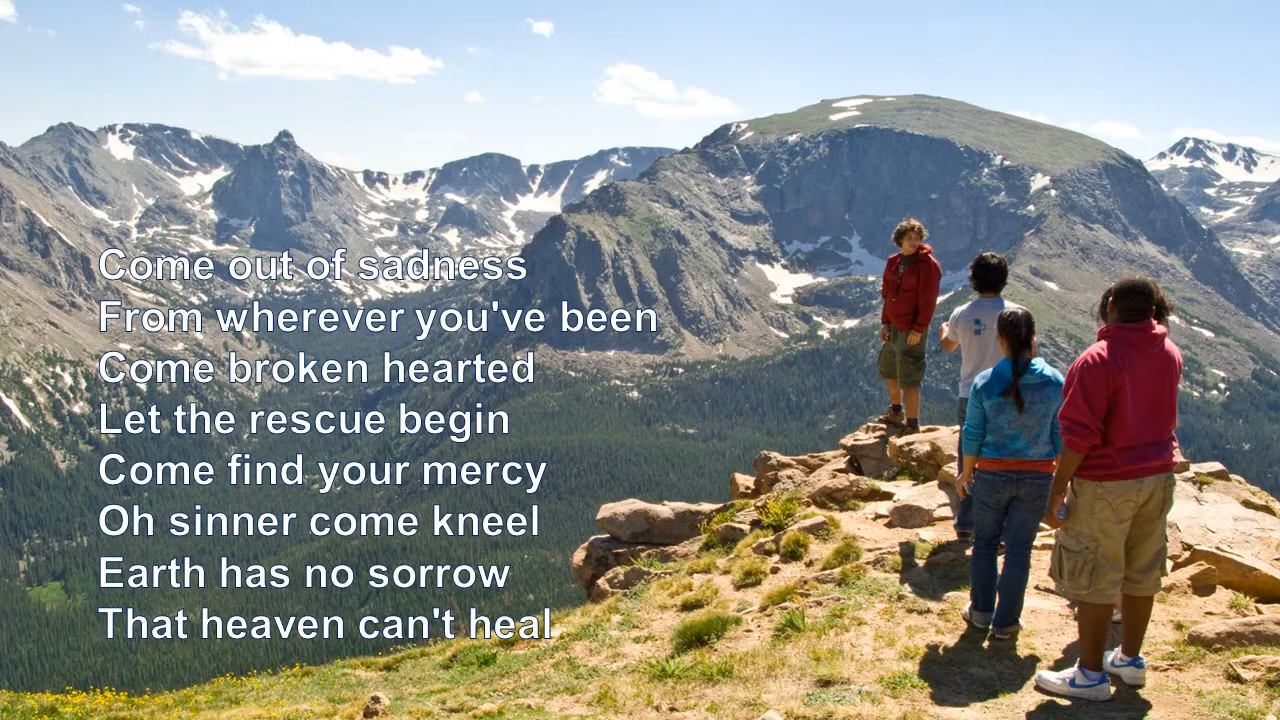 Come out of sadness
From wherever you've been
Come broken hearted
Let the rescue begin
Come find your mercy
Oh sinner come kneel
Earth has no sorrow
That heaven can't heal